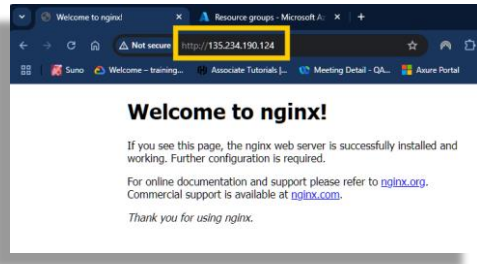 Welcome to nginx!
Resource groups - Microsoft A
Not secure
http://135.234.190.124
Suno
Welcome – training...
Associate Tutorials |...
Meeting Detail - QA...
Axure Portal
Welcome to nginx!
If you see this page, the nginx web server is successfully installed and
working. Further configuration is required.
For online documentation and support please refer to nginx.org.
Commercial support is available at nginx.com.
Thank you for using nginx.